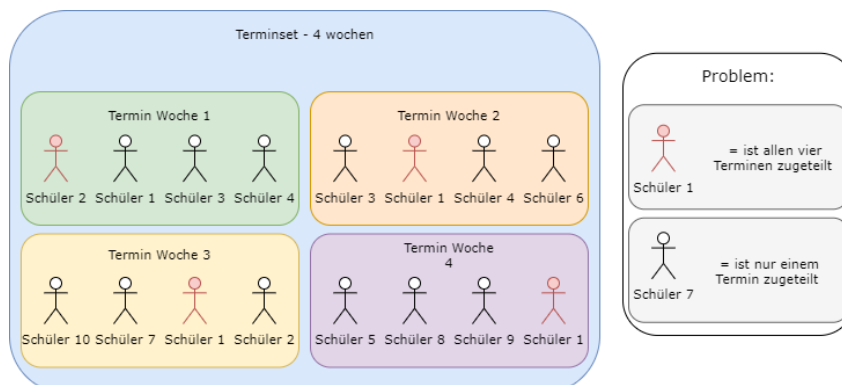 Terminset - 4 wochen
Termin Woche 1
Schüler 2 Schüler 1 Schüler 3 Schüler 4
Termin Woche 2
Schüler 3 Schüler 1 Schüler 4 Schüler 6
Termin Woche 3
Schüler 10 Schüler 7 Schüler 1 Schüler 2
Termin Woche
4
Schüler 5 Schüler 8 Schüler 9 Schüler 1
Problem:
= ist allen vier
Terminen zugeteilt
Schüler 1
= ist nur einem
Termin zugeteilt
Schüler 7